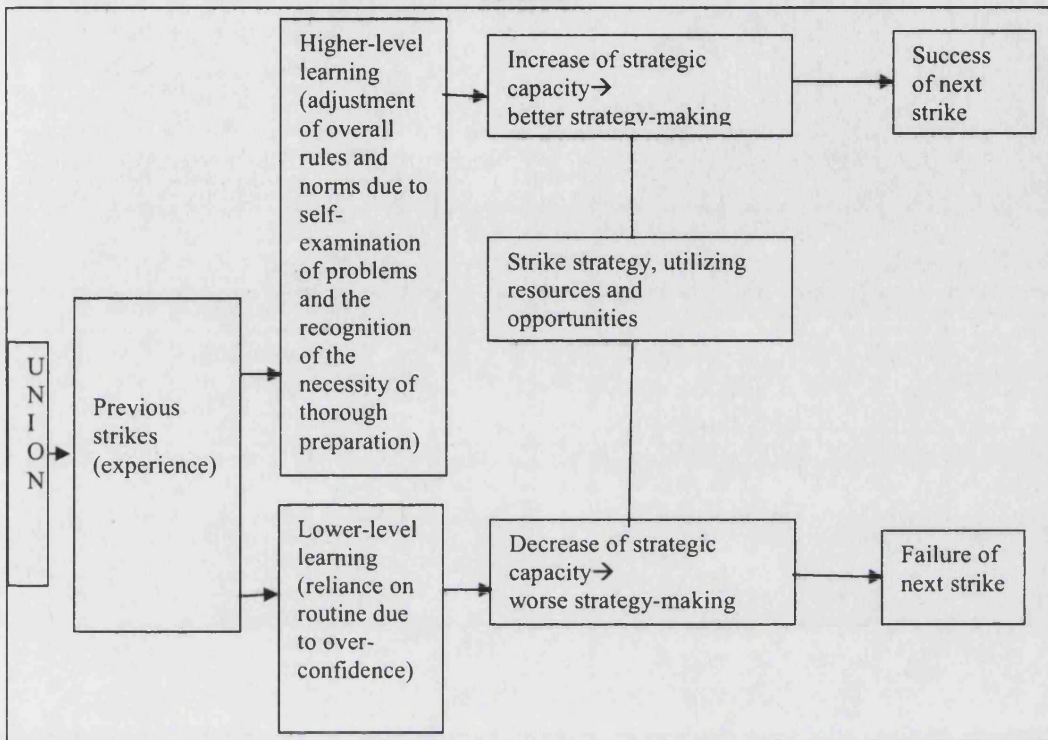 UNION
Previous
strikes
(experience)
Higher-level
learning
(adjustment
of overall
rules and
norms due to
self-
examination
of problems
and the
recognition
of the
necessity of
thorough
preparation)
Lower-level
learning
(reliance on
routine due
to over-
confidence)
Increase of strategic
capacity→
better strategy-making
Strike strategy, utilizing
resources and
opportunities
Decrease of strategic
capacity→
worse strategy-making
Success
of next
strike
Failure of
next strike